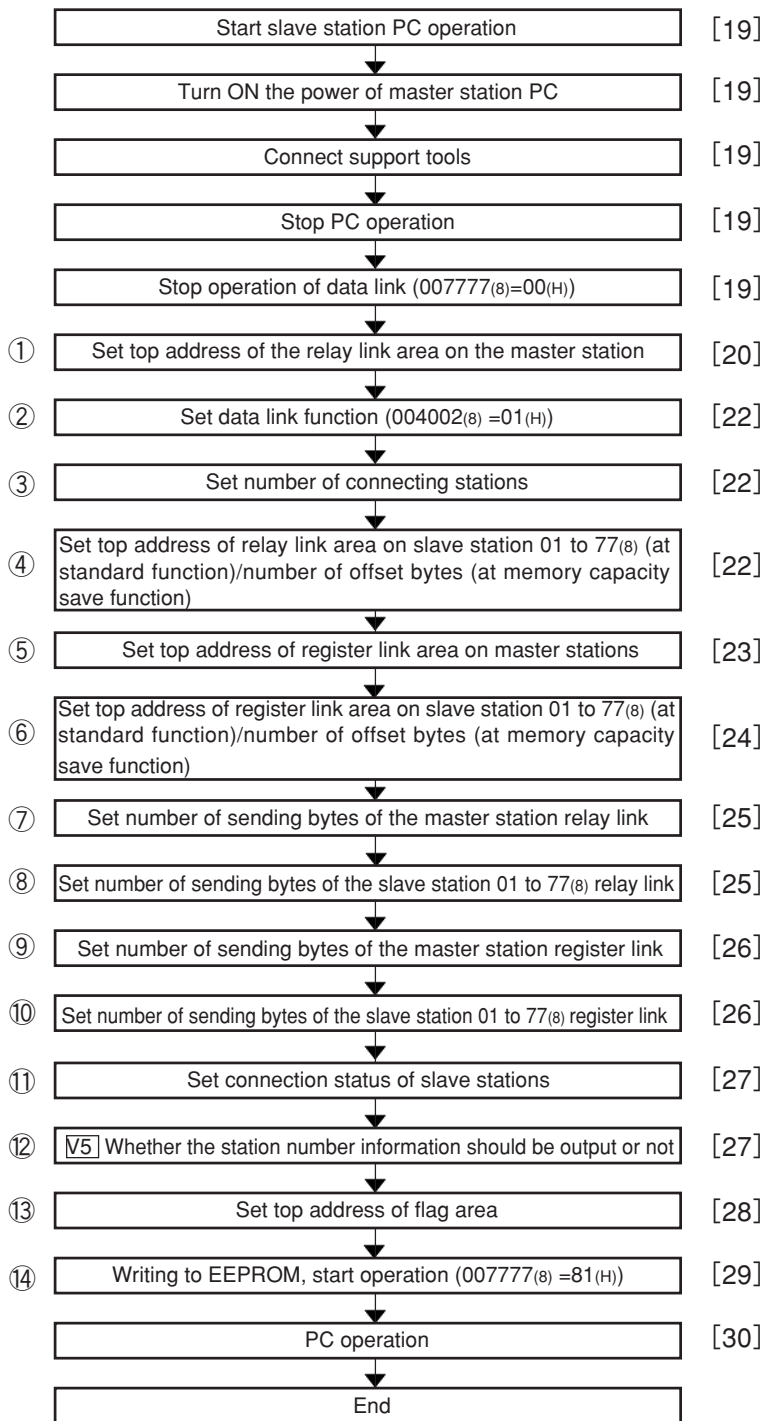 Start slave station PC operation [19]
Turn ON the power of master station PC [19]
Connect support tools [19]
Stop PC operation [19]
Stop operation of data link (007777(8)=00(H)) [19]
① Set top address of the relay link area on the master station [20]
② Set data link function (004002(8) =01(H)) [22]
③ Set number of connecting stations [22]
Set top address of relay link area on slave station 01 to 77(8) (at
④ standard function)/number of offset bytes (at memory capacity [22]
save function)
⑤ Set top address of register link area on master stations [23]
Set top address of register link area on slave station 01 to 77(8) (at
⑥ standard function)/number of offset bytes (at memory capacity [24]
save function)
⑦ Set number of sending bytes of the master station relay link [25]
⑧ Set number of sending bytes of the slave station 01 to 77(8) relay link [25]
⑨ Set number of sending bytes of the master station register link [26]
⑩ Set number of sending bytes of the slave station 01 to 77(8) register link [26]
⑪ Set connection status of slave stations [27]
⑫ V5 Whether the station number information should be output or not [27]
⑬ Set top address of flag area [28]
⑭ Writing to EEPROM, start operation (007777(8) =81(H)) [29]
PC operation [30]
End